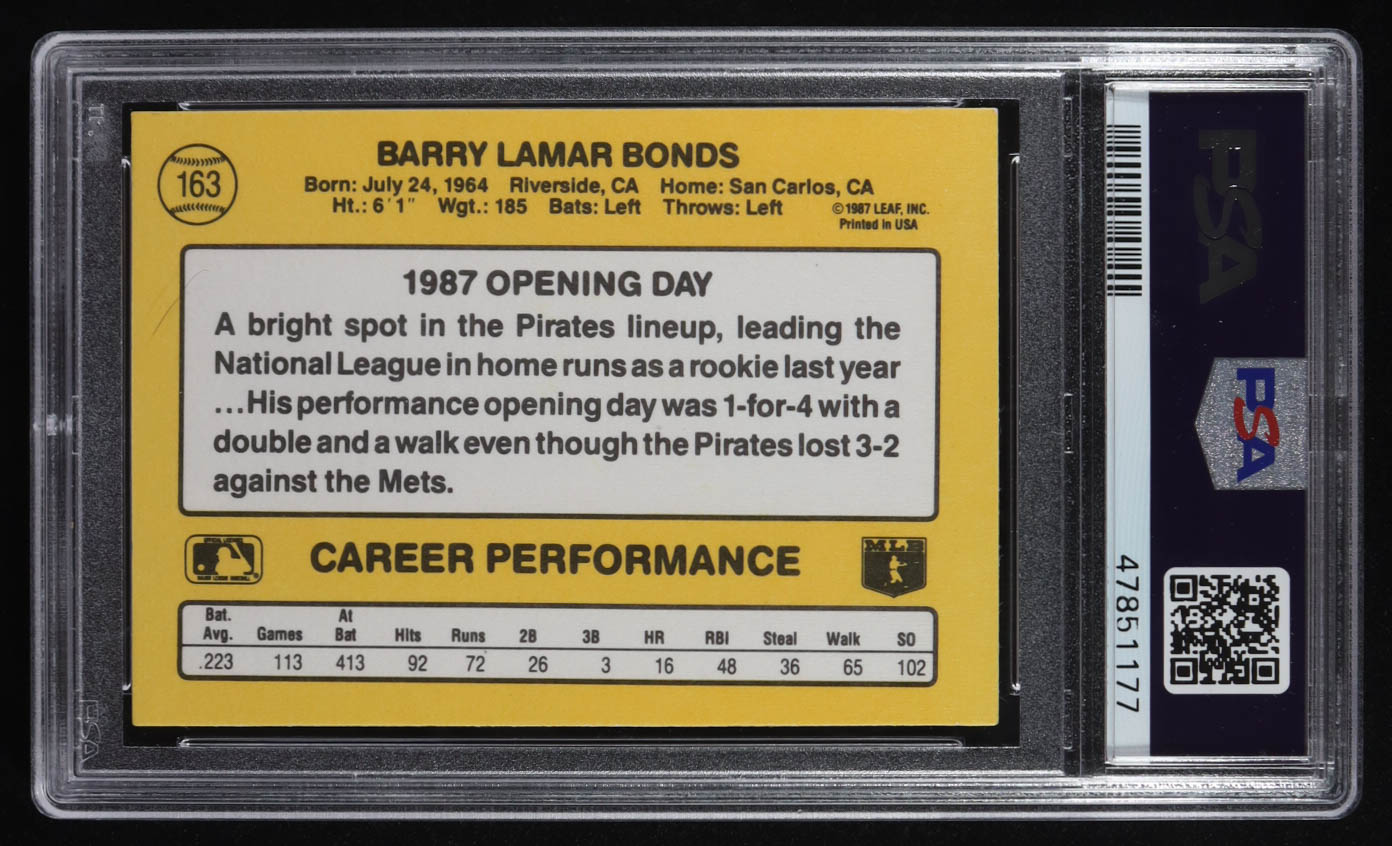 163
BARRY LAMAR BONDS
Born: July 24, 1964 Riverside, CA Home: San Carlos, CA
Ht.: 6'1" Wgt.: 185 Bats: Left Throws: Left ©1987 LEAF, INC.
Printed in USA
1987 OPENING DAY
A bright spot in the Pirates lineup, leading the
National League in home runs as a rookie last year
...His performance opening day was 1-for-4 with a
double and a walk even though the Pirates lost 3-2
against the Mets.
CAREER PERFORMANCE
MLB
Bat. Avg. Games At Bat Hits Runs 2B 3B HR RBI Steal Walk SO
.223 113 413 92 72 26 3 16 48 36 65 102
PSA
PSA
47851177
PSA